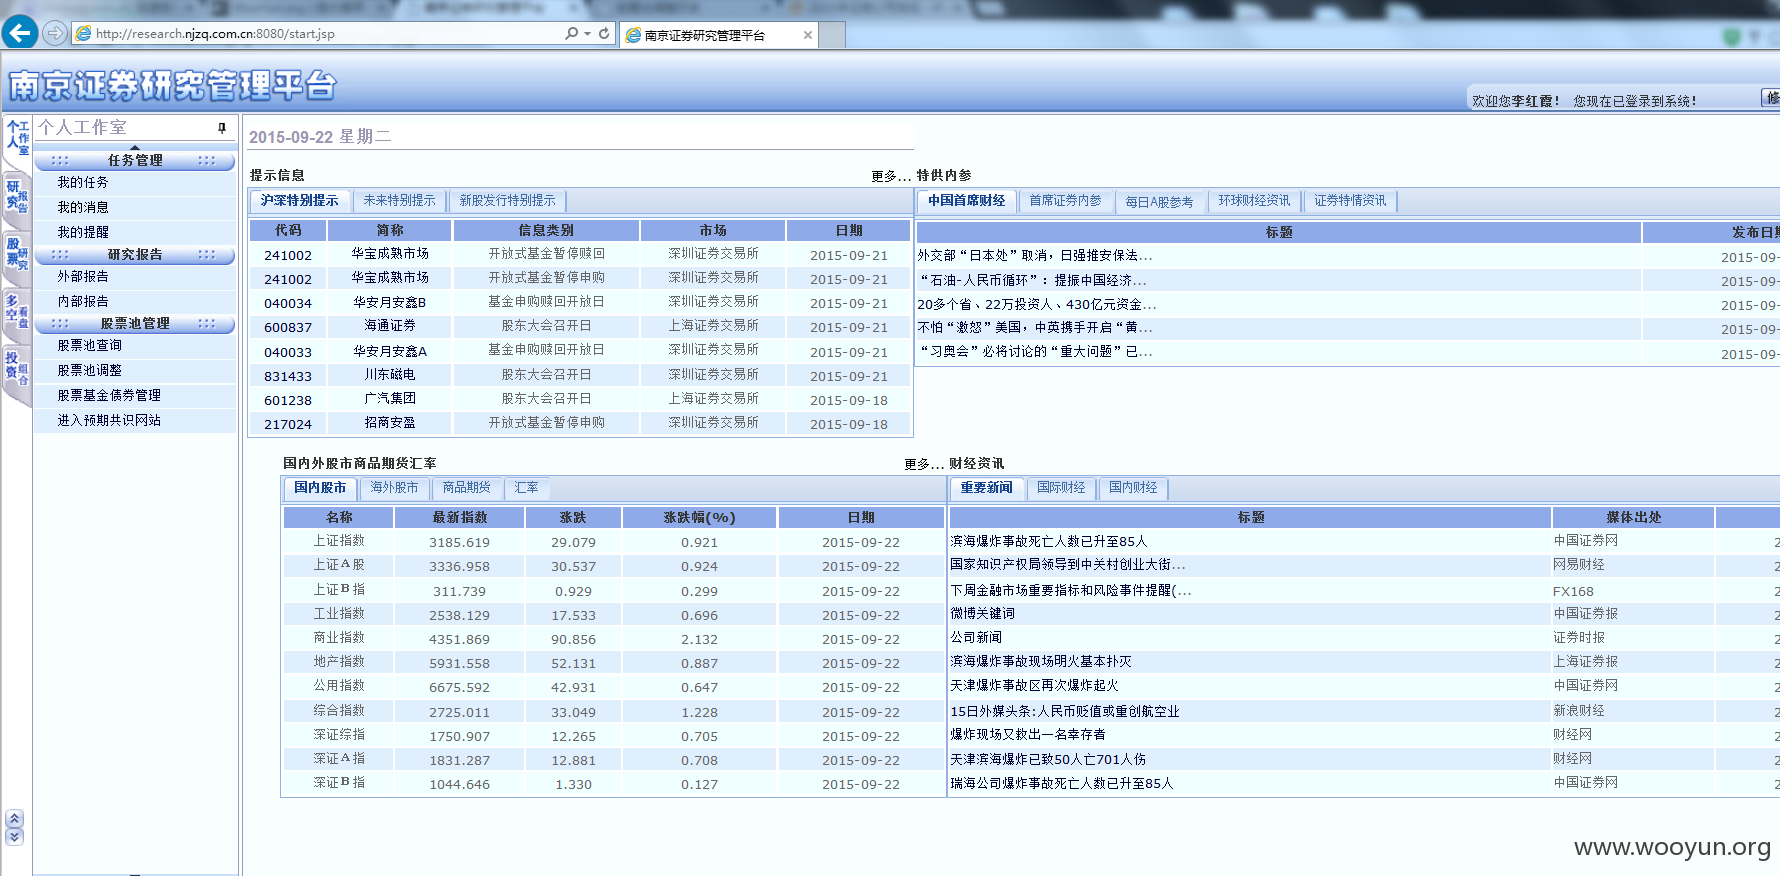 http://research.njzq.com.cn:8080/start.jsp
南京证券研究管理平台
南京证券研究管理平台
欢迎您李红霞！ 您现在已登录到系统！
个人工作室
研究报告
股票研究
多空看盘
投资组合
个人工作室
任务管理
我的任务
我的消息
我的提醒
研究报告
外部报告
内部报告
股票池管理
股票池查询
股票池调整
股票基金债券管理
进入预期共识网站
2015-09-22 星期二
提示信息 更多...
沪深特别提示 未来特别提示 新股发行特别提示
代码 简称 信息类别 市场 日期
241002 华宝成熟市场 开放式基金暂停赎回 深圳证券交易所 2015-09-21
241002 华宝成熟市场 开放式基金暂停申购 深圳证券交易所 2015-09-21
040034 华安月安鑫B 基金申购赎回开放日 深圳证券交易所 2015-09-21
600837 海通证券 股东大会召开日 上海证券交易所 2015-09-21
040033 华安月安鑫A 基金申购赎回开放日 深圳证券交易所 2015-09-21
831433 川东磁电 股东大会召开日 深圳证券交易所 2015-09-21
601238 广汽集团 股东大会召开日 上海证券交易所 2015-09-18
217024 招商安盈 开放式基金暂停申购 深圳证券交易所 2015-09-18
特供内参
中国首席财经 首席证券内参 每日A股参考 环球财经资讯 证券特情资讯
标题 发布日
外交部“日本处”取消，日强推安保法... 2015-09-
“石油-人民币循环”：提振中国经济... 2015-09-
20多个省、22万投资人、430亿元资金... 2015-09-
不怕“激怒”美国，中英携手开启“黄... 2015-09-
“习奥会”必将讨论的“重大问题”已... 2015-09-
国内外股市商品期货汇率 更多...
国内股市 海外股市 商品期货 汇率
名称 最新指数 涨跌 涨跌幅(%) 日期
上证指数 3185.619 29.079 0.921 2015-09-22
上证A股 3336.958 30.537 0.924 2015-09-22
上证B指 311.739 0.929 0.299 2015-09-22
工业指数 2538.129 17.533 0.696 2015-09-22
商业指数 4351.869 90.856 2.132 2015-09-22
地产指数 5931.558 52.131 0.887 2015-09-22
公用指数 6675.592 42.931 0.647 2015-09-22
综合指数 2725.011 33.049 1.228 2015-09-22
深证综指 1750.907 12.265 0.705 2015-09-22
深证A指 1831.287 12.881 0.708 2015-09-22
深证B指 1044.646 1.330 0.127 2015-09-22
财经资讯
重要新闻 国际财经 国内财经
标题 媒体出处
滨海爆炸事故死亡人数已升至85人 中国证券网
国家知识产权局领导到中关村创业大街... 网易财经
下周金融市场重要指标和风险事件提醒(... FX168
微博关键词 中国证券报
公司新闻 证券时报
滨海爆炸事故现场明火基本扑灭 上海证券报
天津爆炸事故区再次爆炸起火 中国证券网
15日外媒头条:人民币贬值或重创航空业 新浪财经
爆炸现场又救出一名幸存者 财经网
天津滨海爆炸已致50人亡701人伤 财经网
瑞海公司爆炸事故死亡人数已升至85人 中国证券网
www.wooyun.org